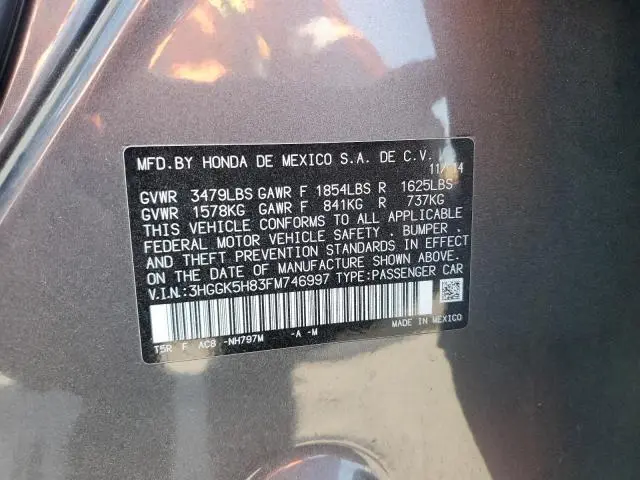 MFD.BY HONDA DE MEXICO S.A. DE C.V.
11/14
GVWR 3479LBS GAWR F 1854LBS R 1625LBS
GVWR 1578KG GAWR F 841KG R 737KG
THIS VEHICLE CONFORMS TO ALL APPLICABLE
FEDERAL MOTOR VEHICLE SAFETY . BUMPER .
AND THEFT PREVENTION STANDARDS IN EFFECT
ON THE DATE OF MANUFACTURE SHOWN ABOVE.
V.I.N.:3HGGK5H83FM746997 TYPE:PASSENGER CAR
T5R F AC8 -NH797M -A -M MADE IN MEXICO